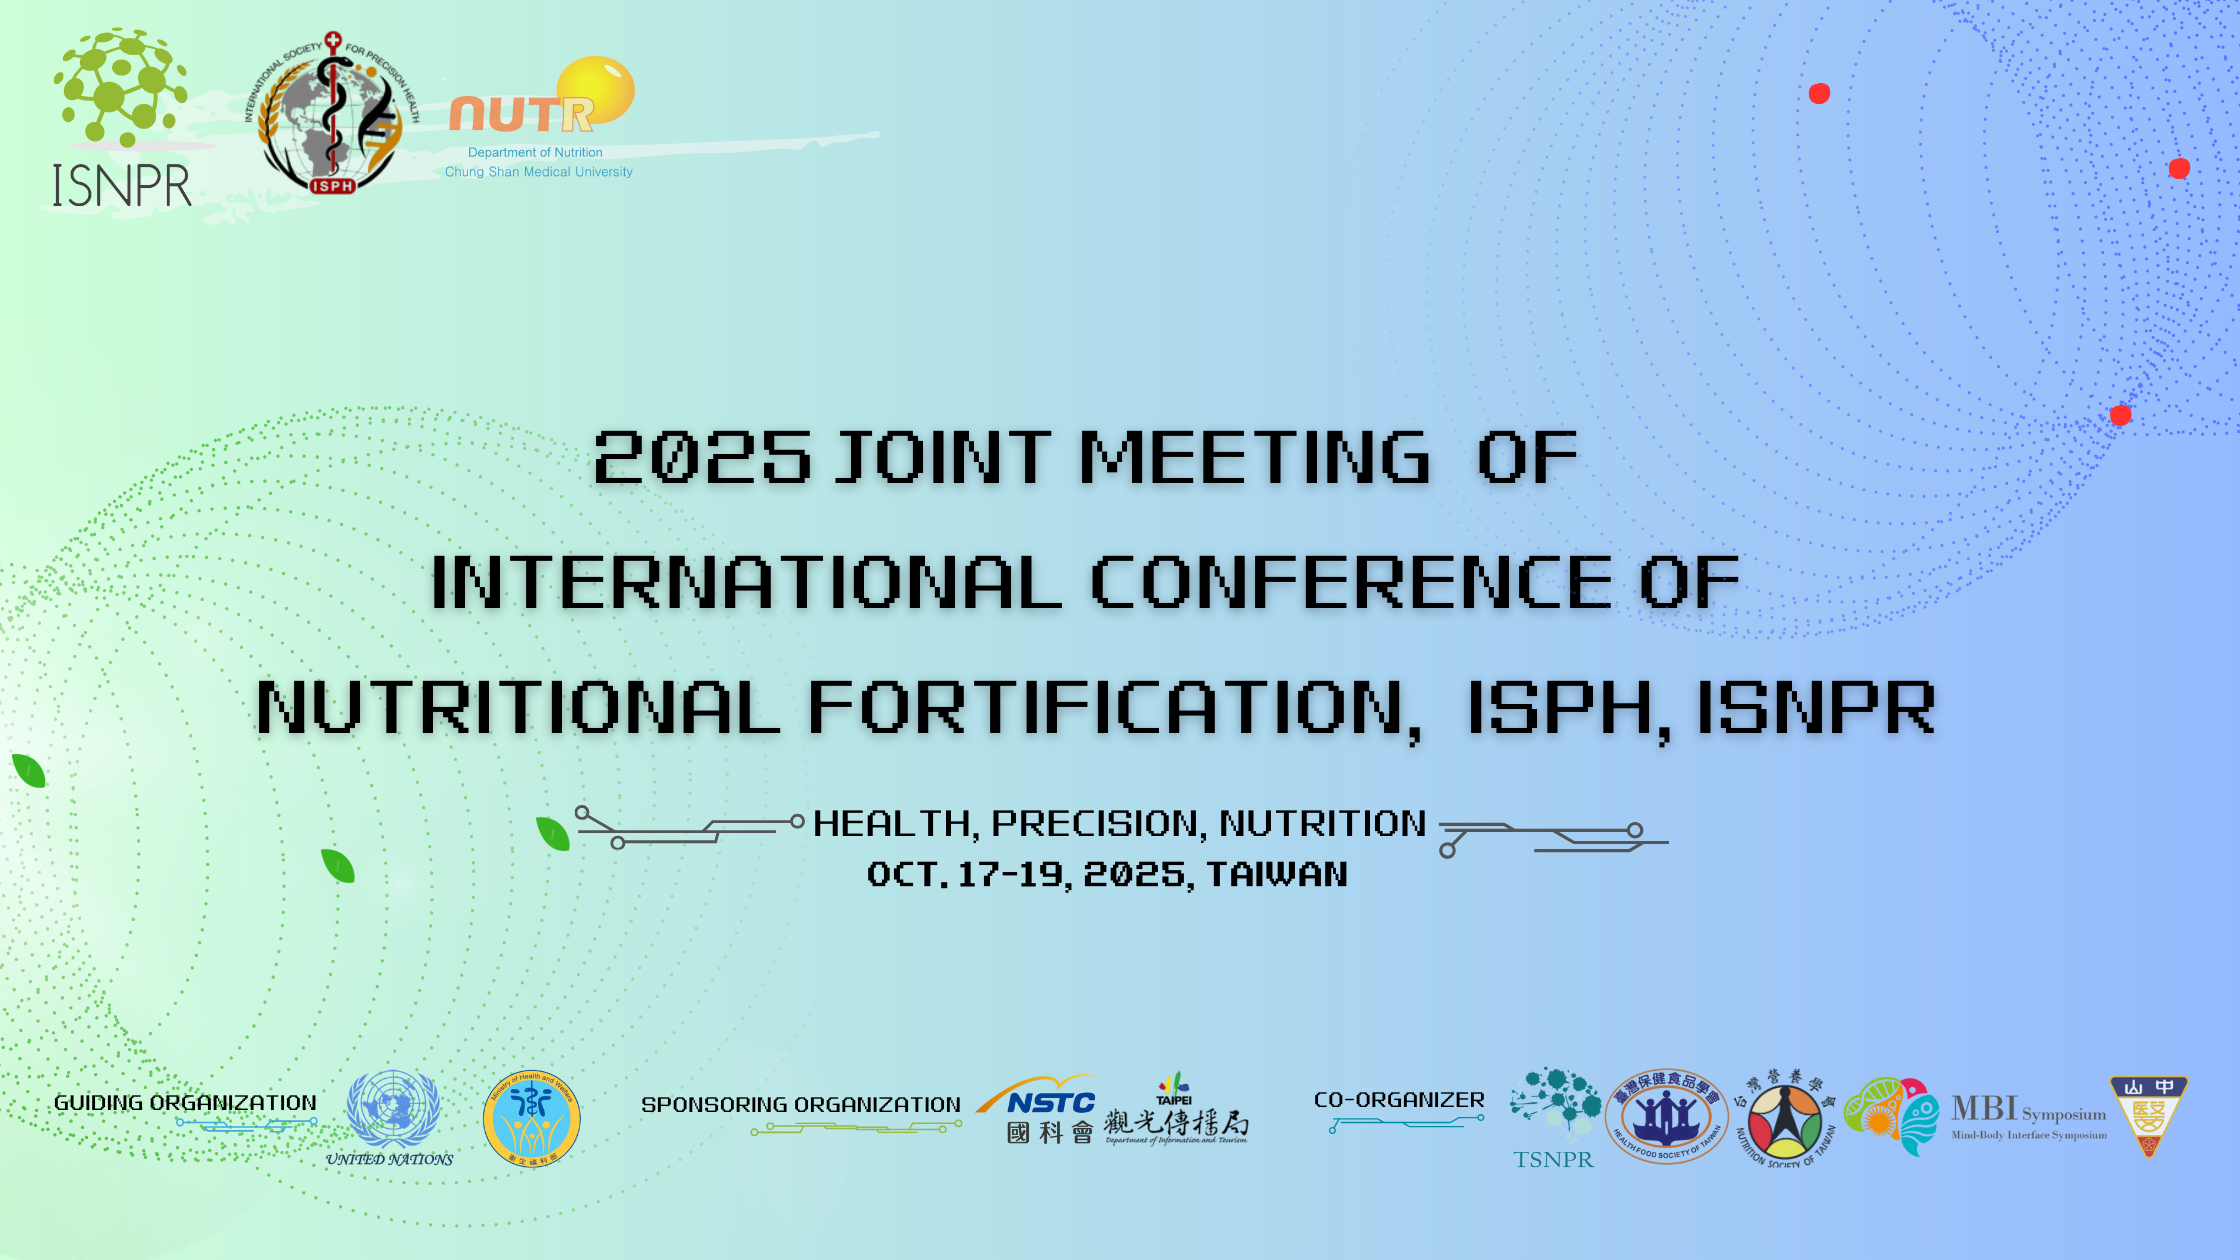 ISNPR
INTERNATIONAL SOCIETY FOR PRECISION HEALTH
ISPH
NUTR
Department of Nutrition
Chung Shan Medical University
2025 JOINT MEETING OF
INTERNATIONAL CONFERENCE OF
NUTRITIONAL FORTIFICATION, ISPH, ISNPR
HEALTH, PRECISION, NUTRITION
OCT. 17-19, 2025, TAIWAN
GUIDING ORGANIZATION
UNITED NATIONS
Ministry of Health and Welfare
衛生福利部
SPONSORING ORGANIZATION
NSTC
國科會
TAIPEI
觀光傳播局
Department of Information and Tourism
CO-ORGANIZER
TSNPR
臺灣保健食品學會
HEALTH FOOD SOCIETY OF TAIWAN
台灣營養學會
NUTRITION SOCIETY OF TAIWAN
MBI Symposium
Mind-Body Interface Symposium
山中
醫